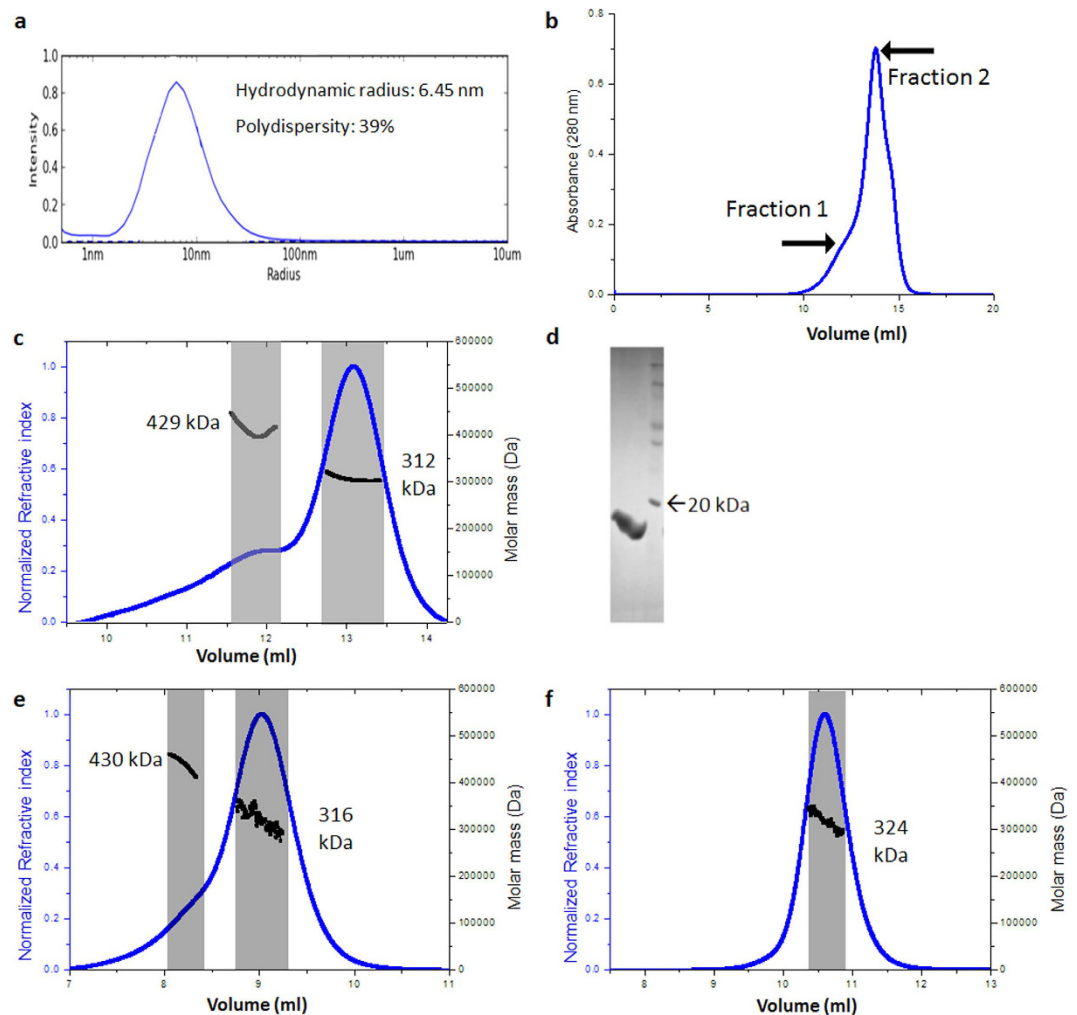 a
1.0
0.8
0.6
0.4
0.2
0.0
Intensity
Hydrodynamic radius: 6.45 nm
Polydispersity: 39%
1nm
10nm
100nm
1um
10um
Radius
b
0.8
0.6
0.4
0.2
0.0
Absorbance (280 nm)
Fraction 2
Fraction 1
0
5
10
15
20
Volume (ml)
c
1.0
0.8
0.6
0.4
0.2
0.0
Normalized Refractive index
429 kDa
312
kDa
600000
500000
400000
300000
200000
100000
0
Molar mass (Da)
10
11
12
13
14
Volume (ml)
d
←20 kDa
e
1.0
0.8
0.6
0.4
0.2
0.0
Normalized Refractive index
430 kDa
316
kDa
600000
500000
400000
300000
200000
100000
0
Molar mass (Da)
7
8
9
10
11
Volume (ml)
f
1.0
0.8
0.6
0.4
0.2
0.0
Normalized Refractive index
324
kDa
600000
500000
400000
300000
200000
100000
0
Molar mass (Da)
8
9
10
11
12
13
Volume (ml)